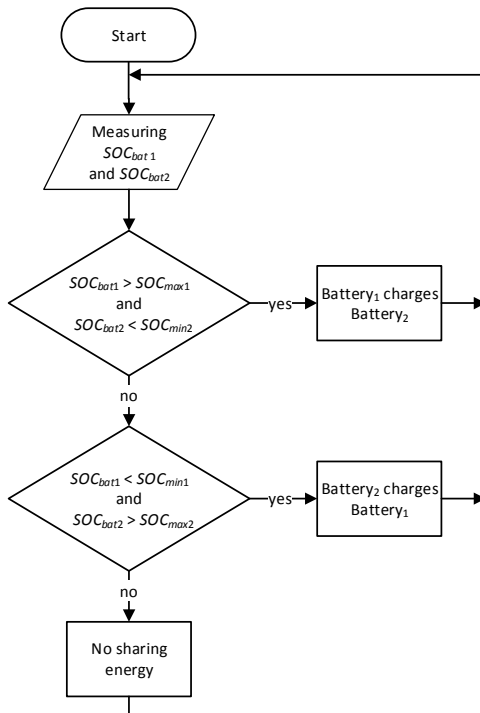 Start
Measuring
SOCbat 1
and SOCbat2
SOCbat1 > SOCmax1
and
SOCbat2 < SOCmin2
yes
Battery1 charges
Battery2
no
SOCbat1 < SOCmin1
and
SOCbat2 > SOCmax2
yes
Battery2 charges
Battery1
no
No sharing
energy